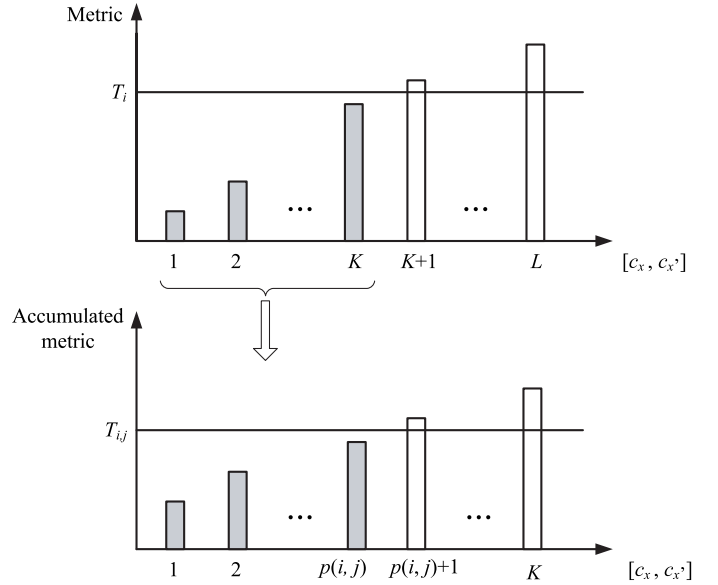 Metric
T_i
...
...
1 2 K K+1 L [c_x, c_x']
Accumulated
metric
T_{i,j}
...
...
1 2 p(i, j) p(i, j)+1 K [c_x, c_x']